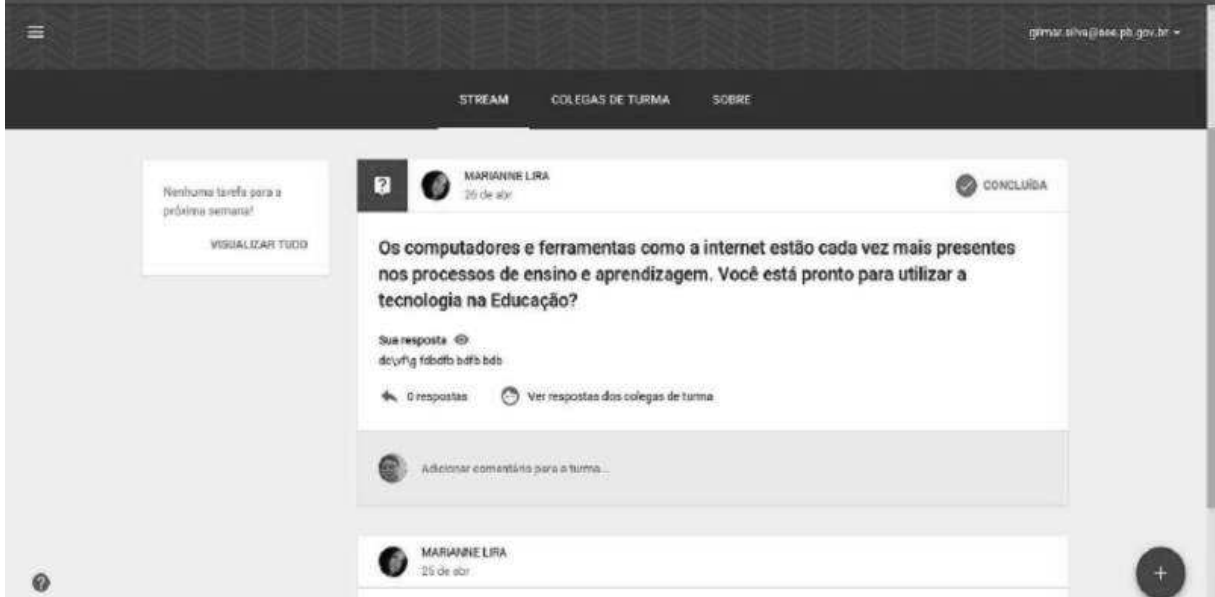 gilmar.silva@see.pb.gov.br
STREAM
COLEGAS DE TURMA
SOBRE
Nenhuma tarefa para a
próxima semana!
VISUALIZAR TUDO
MARIANNE LIRA
26 de abr
CONCLUÍDA
Os computadores e ferramentas como a internet estão cada vez mais presentes
nos processos de ensino e aprendizagem. Você está pronto para utilizar a
tecnologia na Educação?
Sua resposta
bdfb bdb
0 respostas
Ver respostas dos colegas de turma
Adicionar comentário para a turma...
MARIANNE LIRA
25 de abr